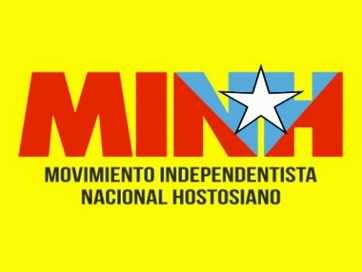 MINH
MOVIMIENTO INDEPENDENTISTA
NACIONAL HOSTOSIANO